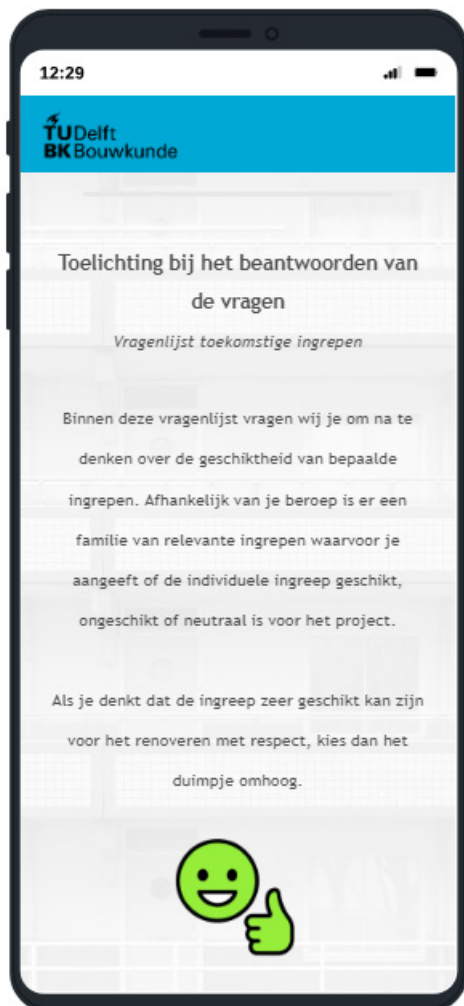 12:29
TUDelft
BK Bouwkunde
Toelichting bij het beantwoorden van
de vragen
Vragenlijst toekomstige ingrepen
Binnen deze vragenlijst vragen wij je om na te
denken over de geschiktheid van bepaalde
ingrepen. Afhankelijk van je beroep is er een
familie van relevante ingrepen waarvoor je
aangeeft of de individuele ingreep geschikt,
ongeschikt of neutraal is voor het project.
Als je denkt dat de ingreep zeer geschikt kan zijn
voor het renoveren met respect, kies dan het
duimpje omhoog.